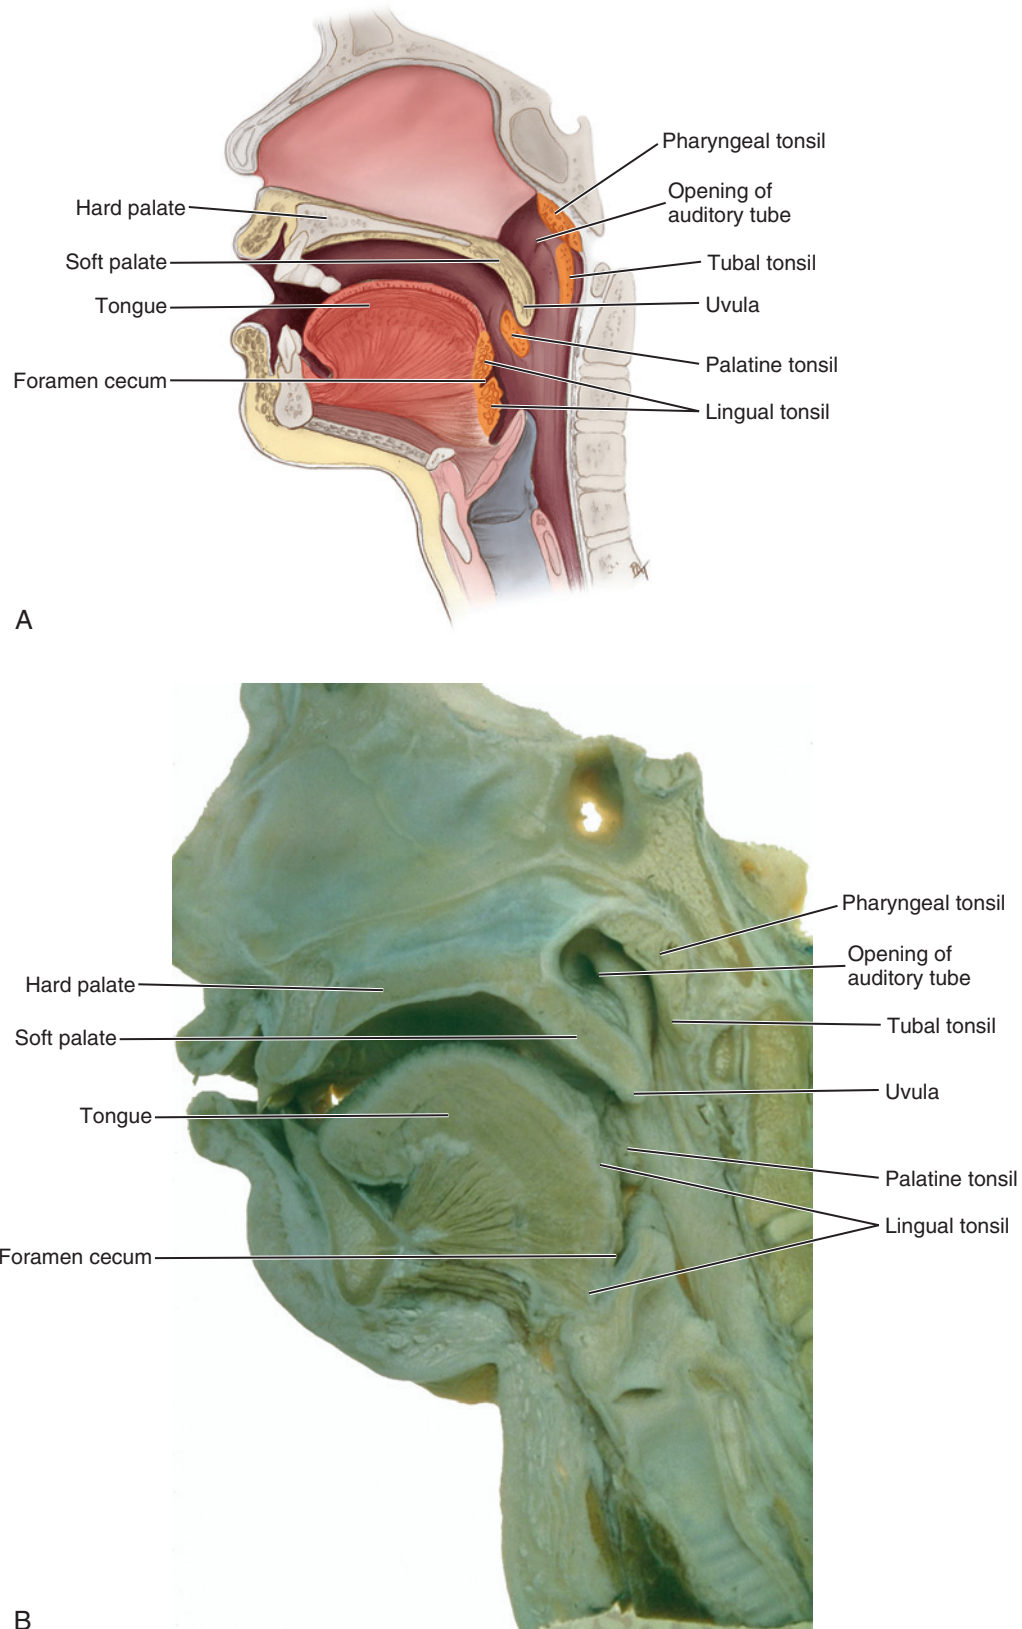 Pharyngeal tonsil
Opening of
auditory tube
Hard palate
Soft palate
Tubal tonsil
Tongue
Uvula
Palatine tonsil
Foramen cecum
Lingual tonsil
A
Pharyngeal tonsil
Opening of
auditory tube
Hard palate
Soft palate
Tubal tonsil
Uvula
Tongue
Palatine tonsil
Lingual tonsil
Foramen cecum
B